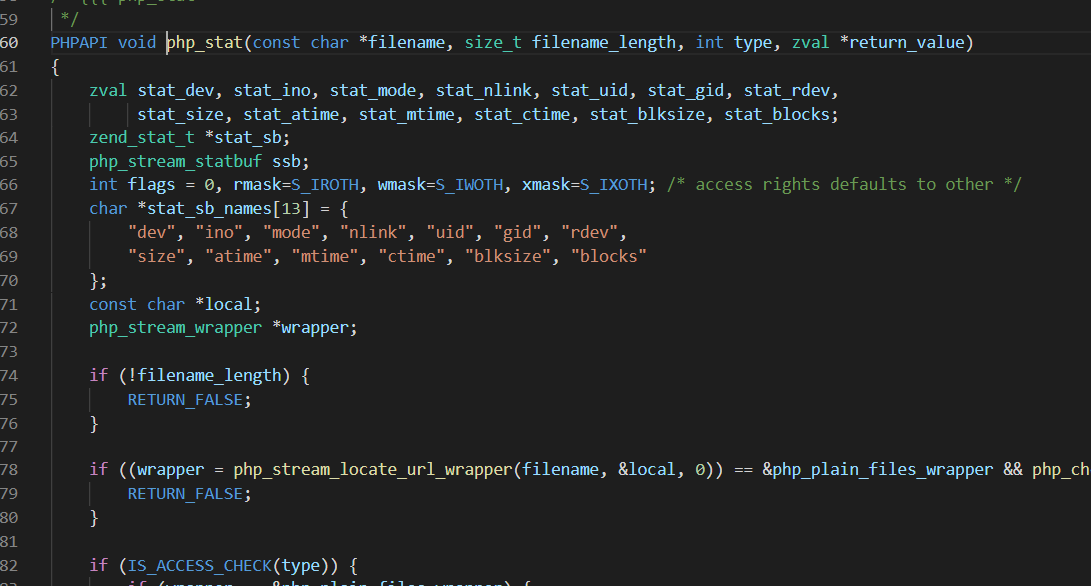 59 */
60 PHPAPI void php_stat(const char *filename, size_t filename_length, int type, zval *return_value)
61 {
62 zval stat_dev, stat_ino, stat_mode, stat_nlink, stat_uid, stat_gid, stat_rdev,
63 stat_size, stat_atime, stat_mtime, stat_ctime, stat_blksize, stat_blocks;
64 zend_stat_t *stat_sb;
65 php_stream_statbuf ssb;
66 int flags = 0, rmask=S_IROTH, wmask=S_IWOTH, xmask=S_IXOTH; /* access rights defaults to other */
67 char *stat_sb_names[13] = {
68 "dev", "ino", "mode", "nlink", "uid", "gid", "rdev",
69 "size", "atime", "mtime", "ctime", "blksize", "blocks"
70 };
71 const char *local;
72 php_stream_wrapper *wrapper;
73
74 if (!filename_length) {
75 RETURN_FALSE;
76 }
77
78 if ((wrapper = php_stream_locate_url_wrapper(filename, &local, 0)) == &php_plain_files_wrapper && php_ch
79 RETURN_FALSE;
80 }
81
82 if (IS_ACCESS_CHECK(type)) {